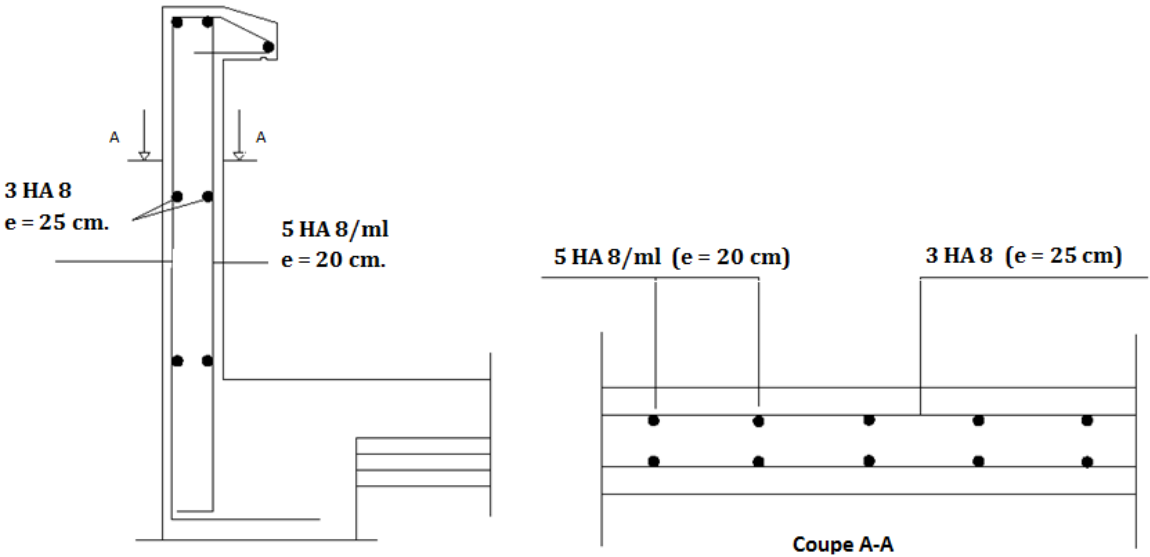 A
A
3 HA 8
e = 25 cm.
5 HA 8/ml
e = 20 cm.
5 HA 8/ml (e = 20 cm)
3 HA 8 (e = 25 cm)
Coupe A-A